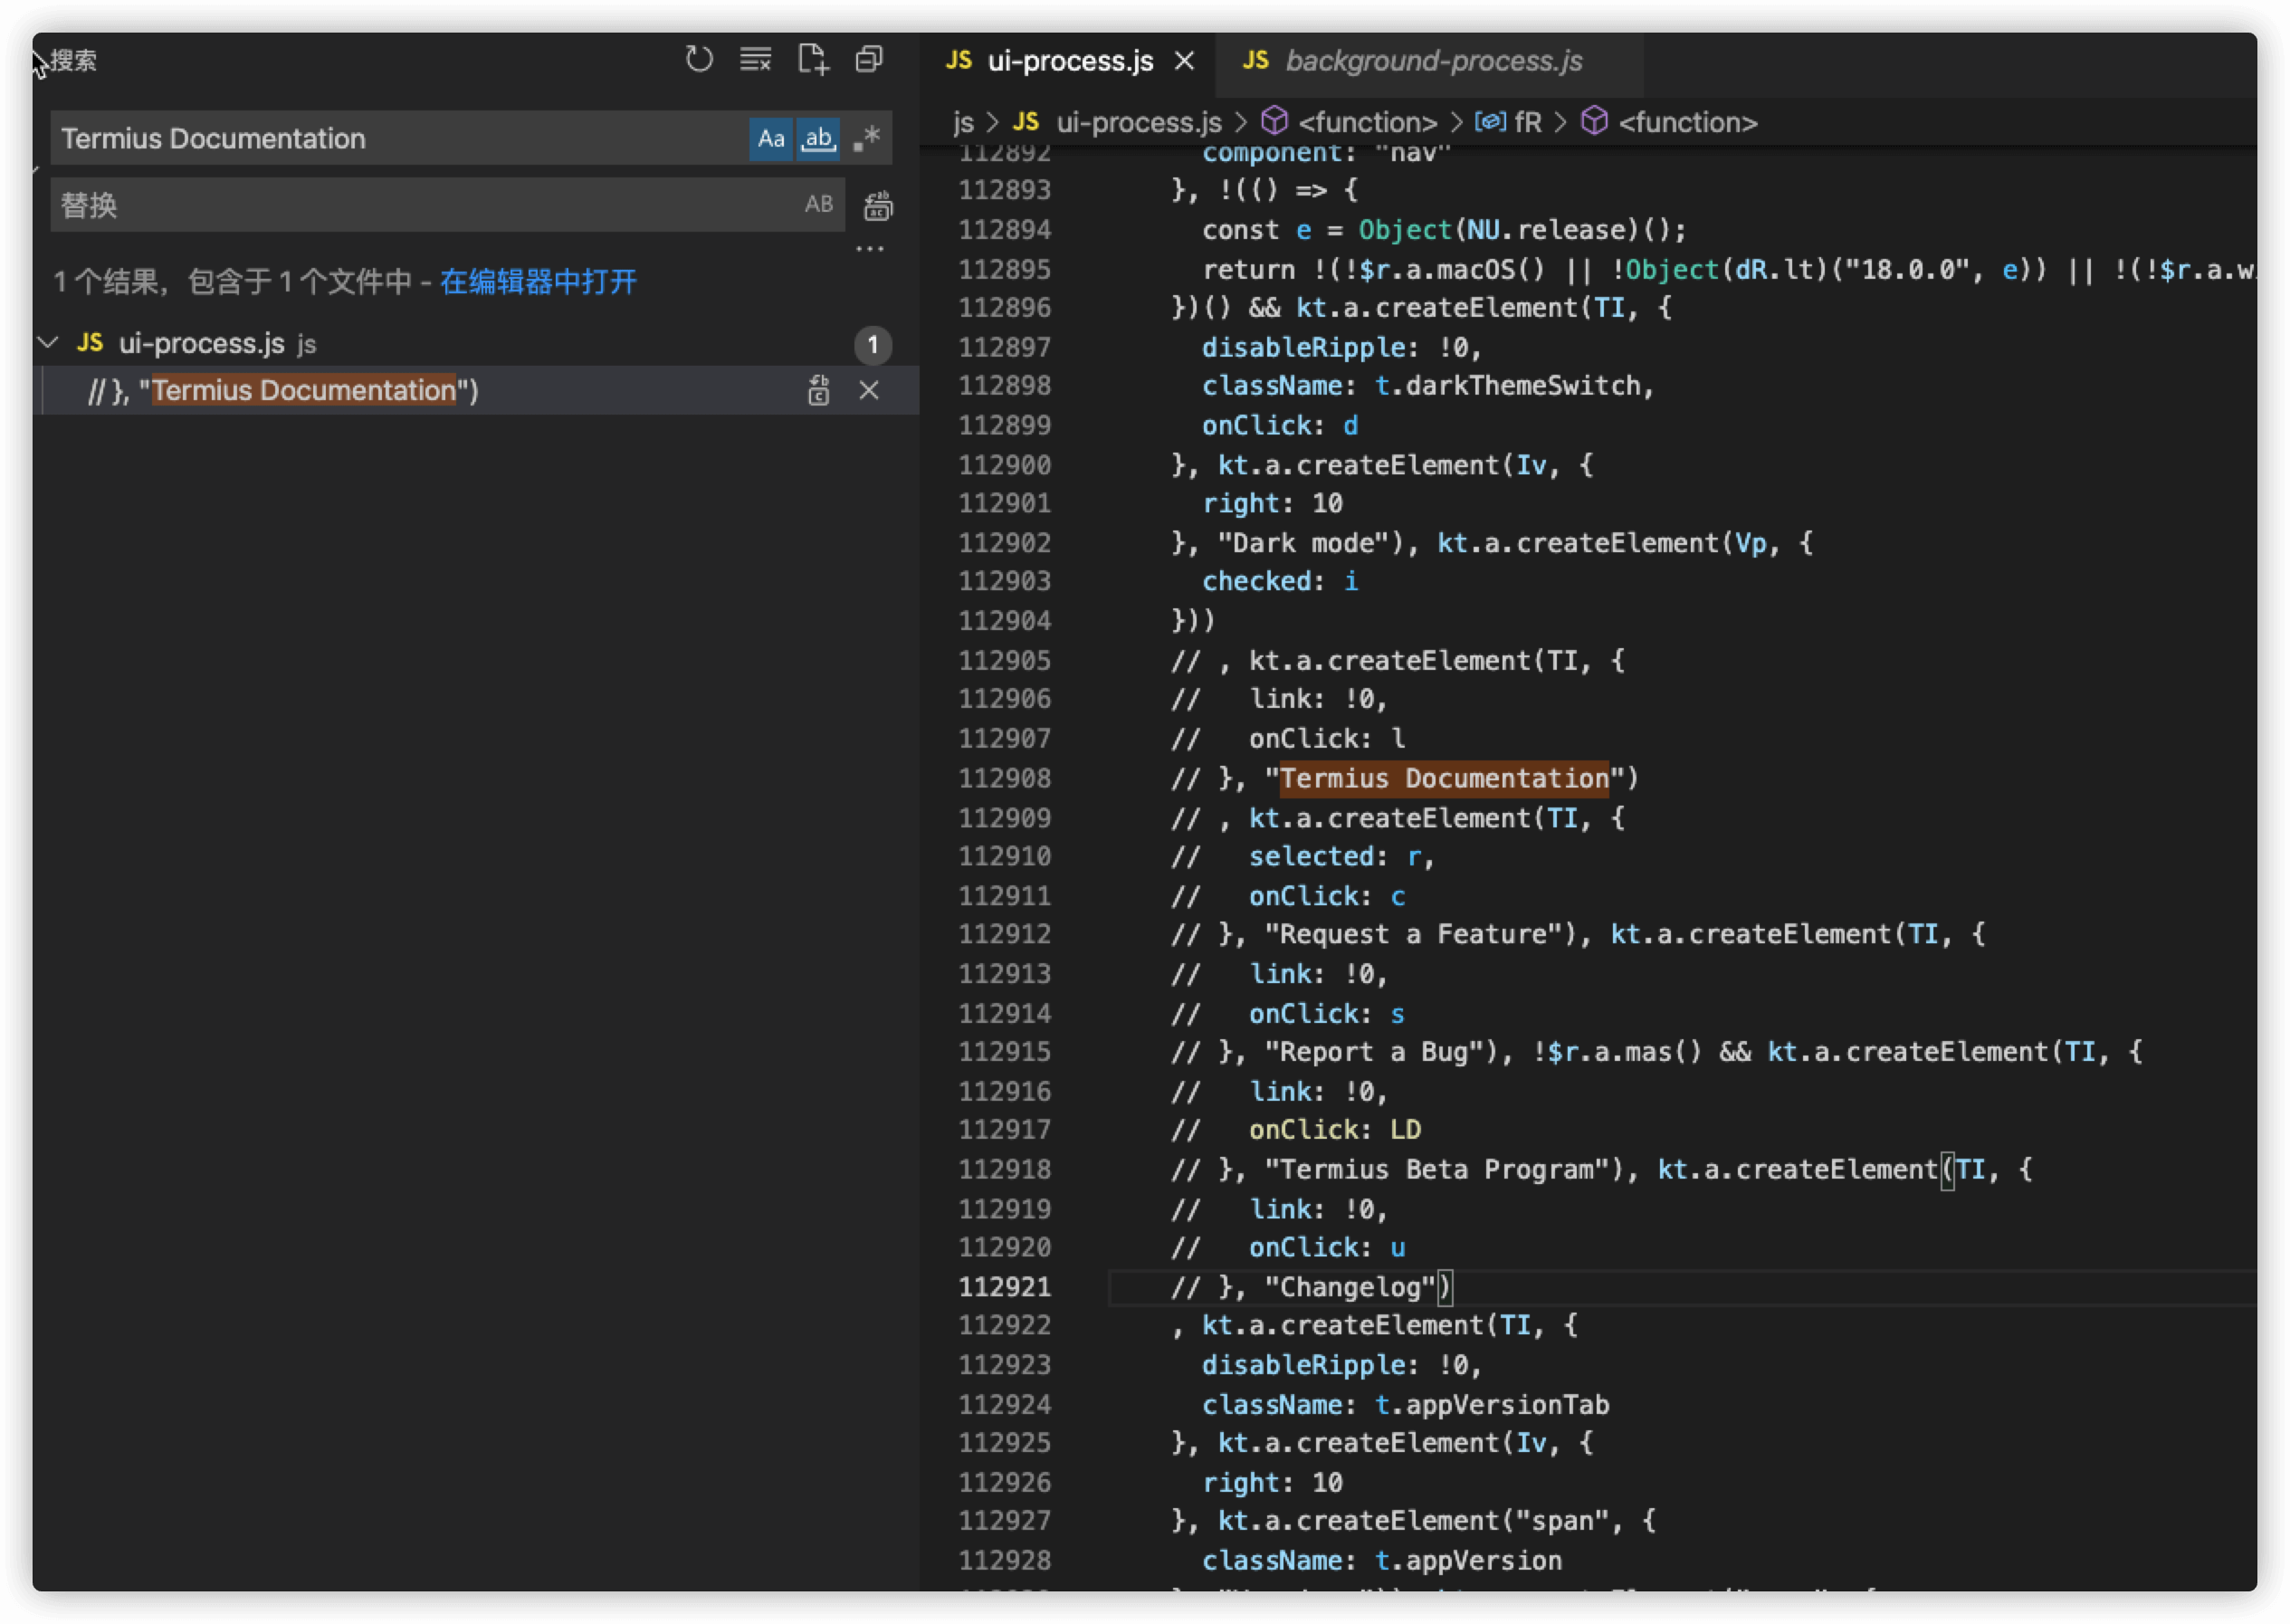 搜索
Termius Documentation
Aa ab .*
替换
AB
1 个结果，包含于 1 个文件中 - 在编辑器中打开
JS ui-process.js js 1
// }, "Termius Documentation")
JS ui-process.js
JS background-process.js
js > JS ui-process.js > <function> > fR > <function>
112892 component: "nav"
112893 }, !(() => {
112894 const e = Object(NU.release)();
112895 return !(!$r.a.macOS() || !Object(dR.lt)("18.0.0", e)) || !(!$r.a.w
112896 })() && kt.a.createElement(TI, {
112897 disableRipple: !0,
112898 className: t.darkThemeSwitch,
112899 onClick: d
112900 }, kt.a.createElement(Iv, {
112901 right: 10
112902 }, "Dark mode"), kt.a.createElement(Vp, {
112903 checked: i
112904 }))
112905 // , kt.a.createElement(TI, {
112906 // link: !0,
112907 // onClick: l
112908 // }, "Termius Documentation")
112909 // , kt.a.createElement(TI, {
112910 // selected: r,
112911 // onClick: c
112912 // }, "Request a Feature"), kt.a.createElement(TI, {
112913 // link: !0,
112914 // onClick: s
112915 // }, "Report a Bug"), !$r.a.mas() && kt.a.createElement(TI, {
112916 // link: !0,
112917 // onClick: LD
112918 // }, "Termius Beta Program"), kt.a.createElement(TI, {
112919 // link: !0,
112920 // onClick: u
112921 // }, "Changelog")
112922 , kt.a.createElement(TI, {
112923 disableRipple: !0,
112924 className: t.appVersionTab
112925 }, kt.a.createElement(Iv, {
112926 right: 10
112927 }, kt.a.createElement("span", {
112928 className: t.appVersion